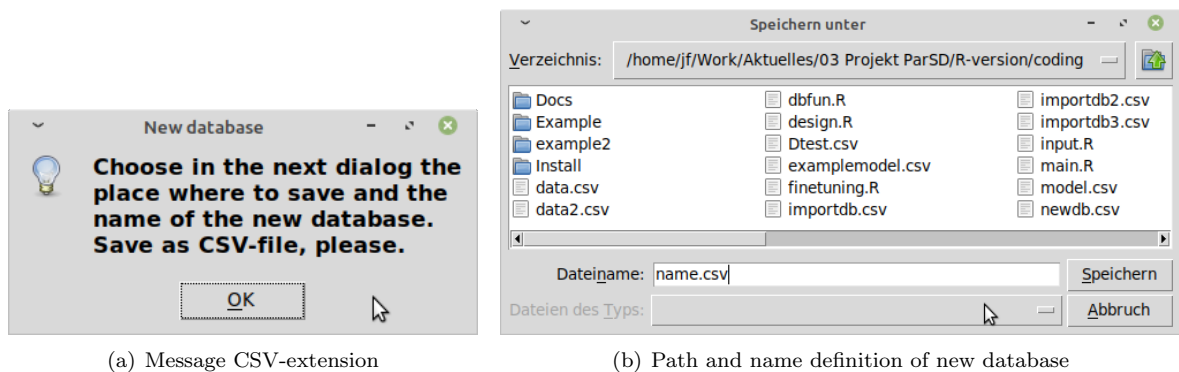 New database
Choose in the next dialog the
place where to save and the
name of the new database.
Save as CSV-file, please.
OK
(a) Message CSV-extension
Speichern unter
Verzeichnis: /home/jf/Work/Aktuelles/03 Projekt ParSD/R-version/coding
Docs dbfun.R importdb2.csv
Example design.R importdb3.csv
example2 Dtest.csv input.R
Install examplemodel.csv main.R
data.csv finetuning.R model.csv
data2.csv importdb.csv newdb.csv
Dateiname: name.csv Speichern
Dateien des Typs: Abbruch
(b) Path and name definition of new database